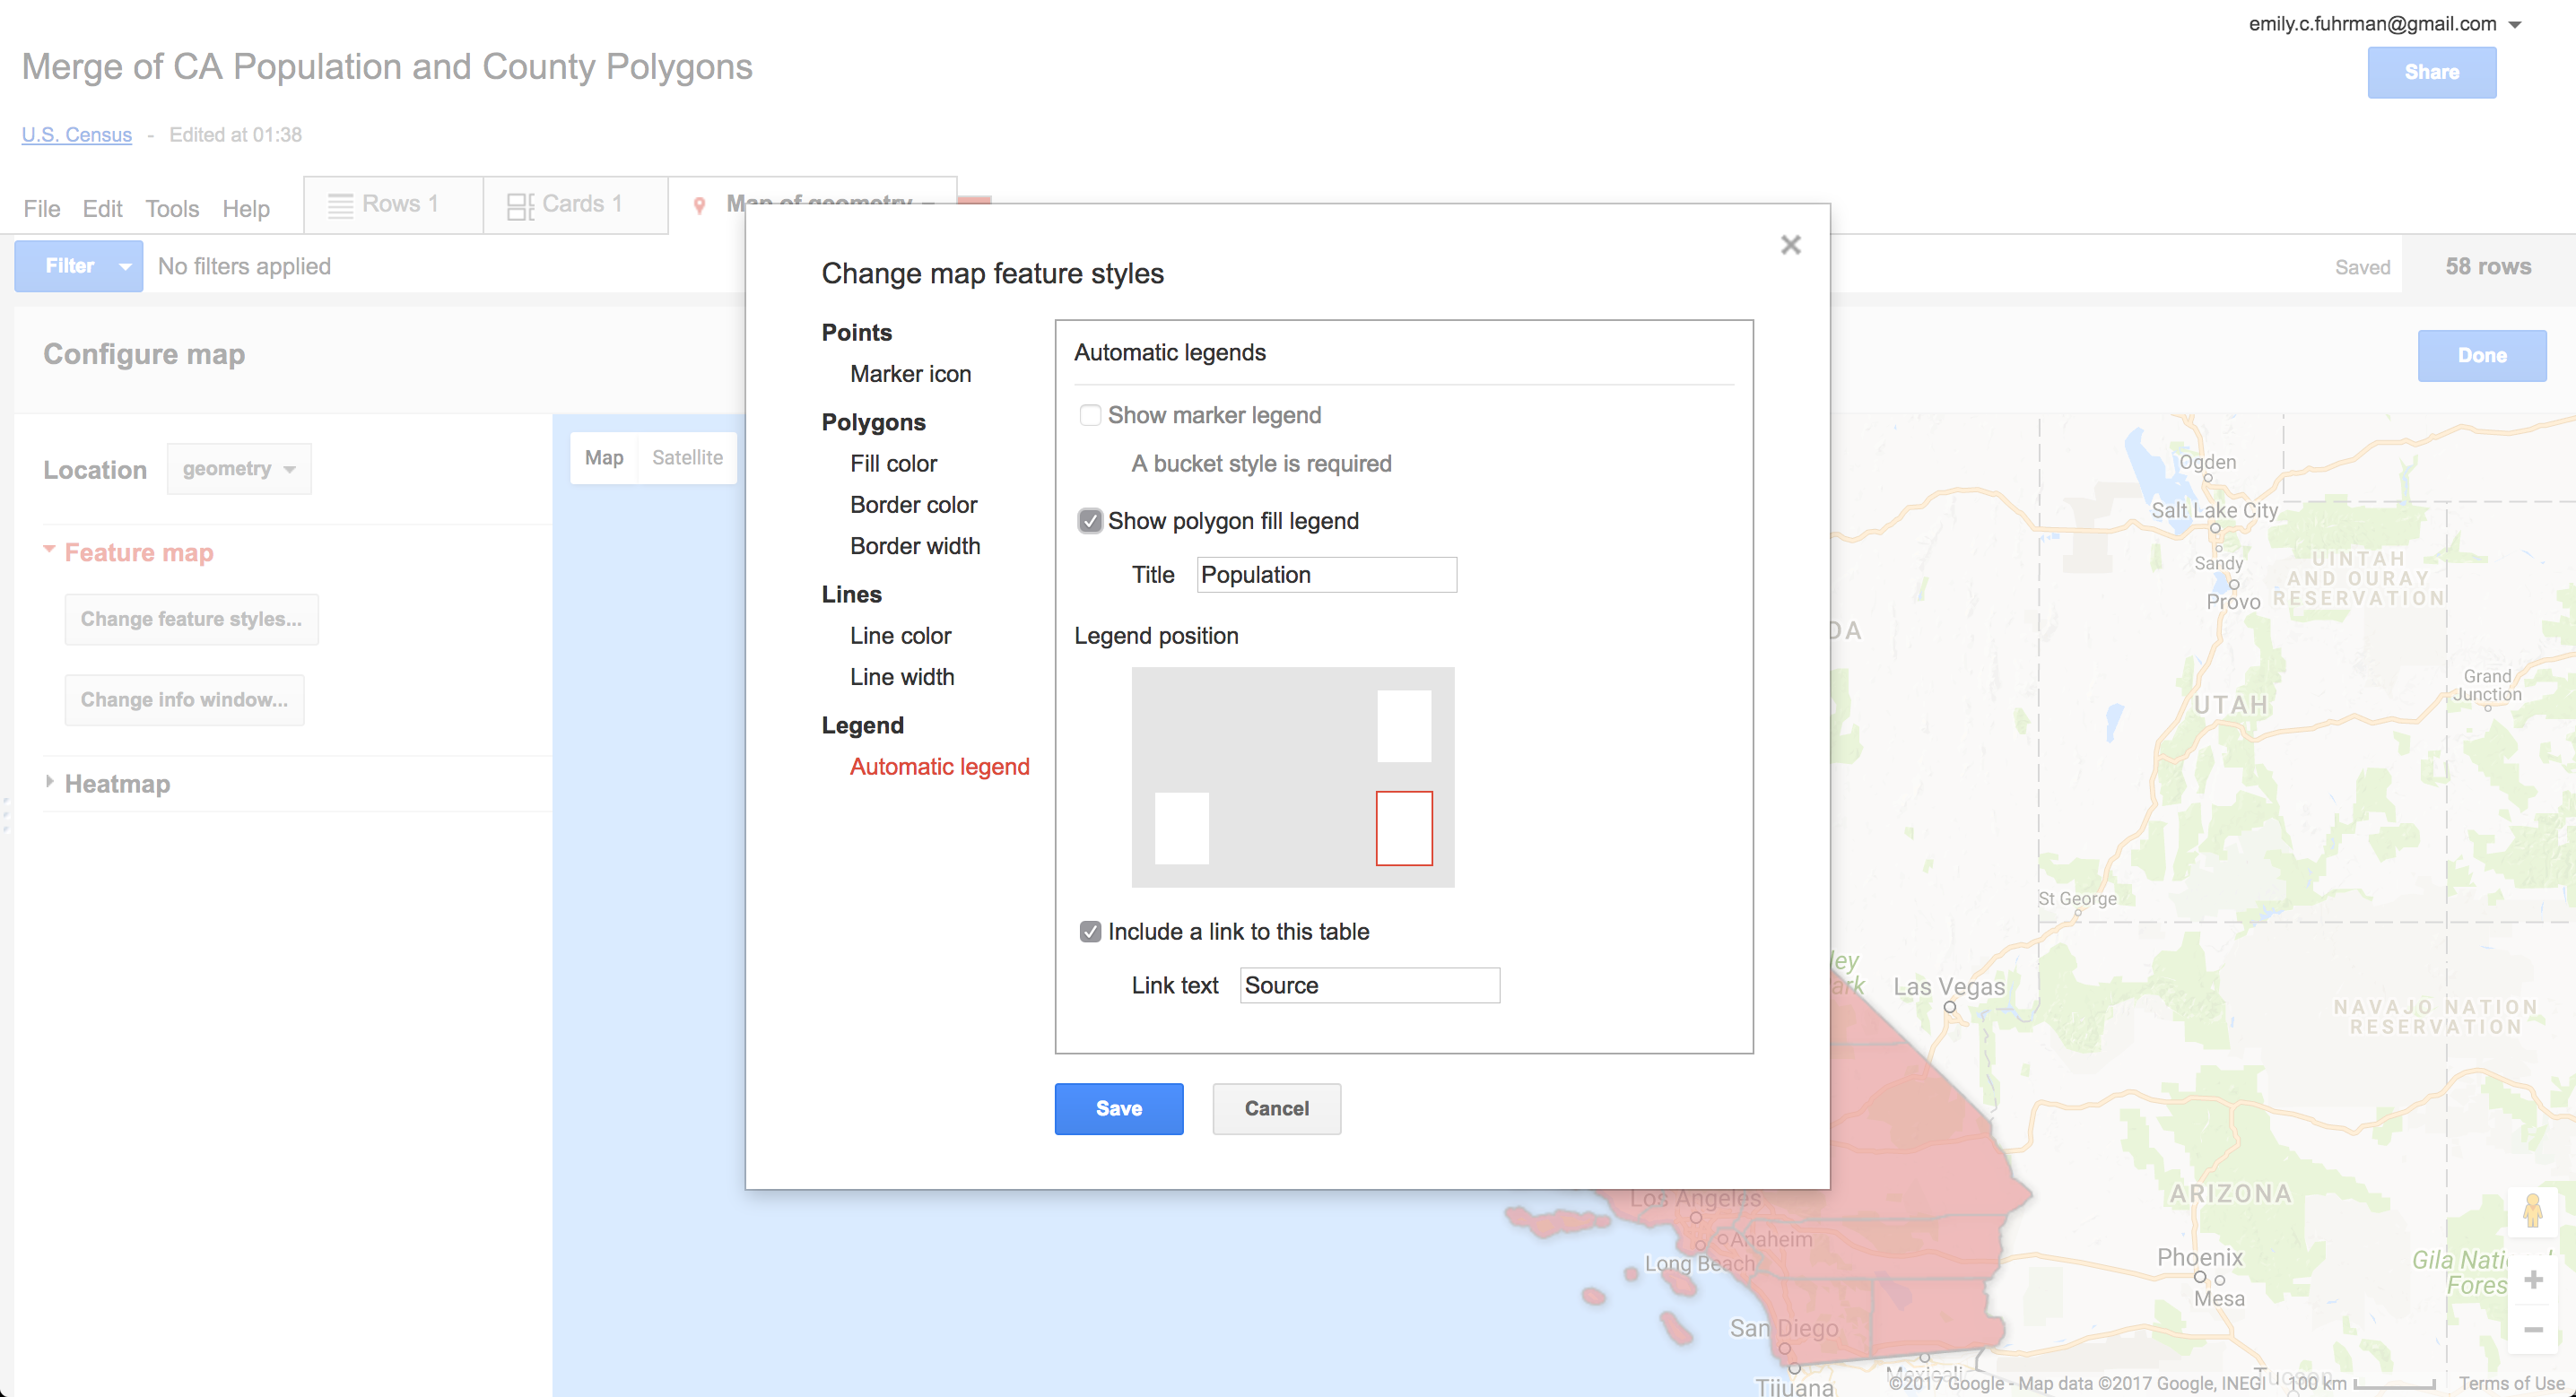 emily.c.fuhrman@gmail.com
Merge of CA Population and County Polygons
Share
U.S. Census - Edited at 01:38
File Edit Tools Help
Rows 1
Cards 1
Map of geometry
Filter
No filters applied
Saved
58 rows
Configure map
Done
Location
geometry
Feature map
Change feature styles...
Change info window...
Heatmap
Map
Satellite
Change map feature styles
Points
Marker icon
Polygons
Fill color
Border color
Border width
Lines
Line color
Line width
Legend
Automatic legend
Automatic legends
Show marker legend
A bucket style is required
Show polygon fill legend
Title Population
Legend position
Include a link to this table
Link text Source
Save
Cancel
Ogden
Salt Lake City
Sandy
Provo
UINTAH
AND OURAY
RESERVATION
DA
UTAH
Grand
Junction
St George
ley
ark
Las Vegas
NAVAJO NATION
RESERVATION
ARIZONA
Los Angeles
Anaheim
Long Beach
Phoenix
Mesa
Gila Nati
Fores
San Diego
Tijuana
Mexicali
Tucson
©2017 Google - Map data ©2017 Google, INEGI
100 km
Terms of Use